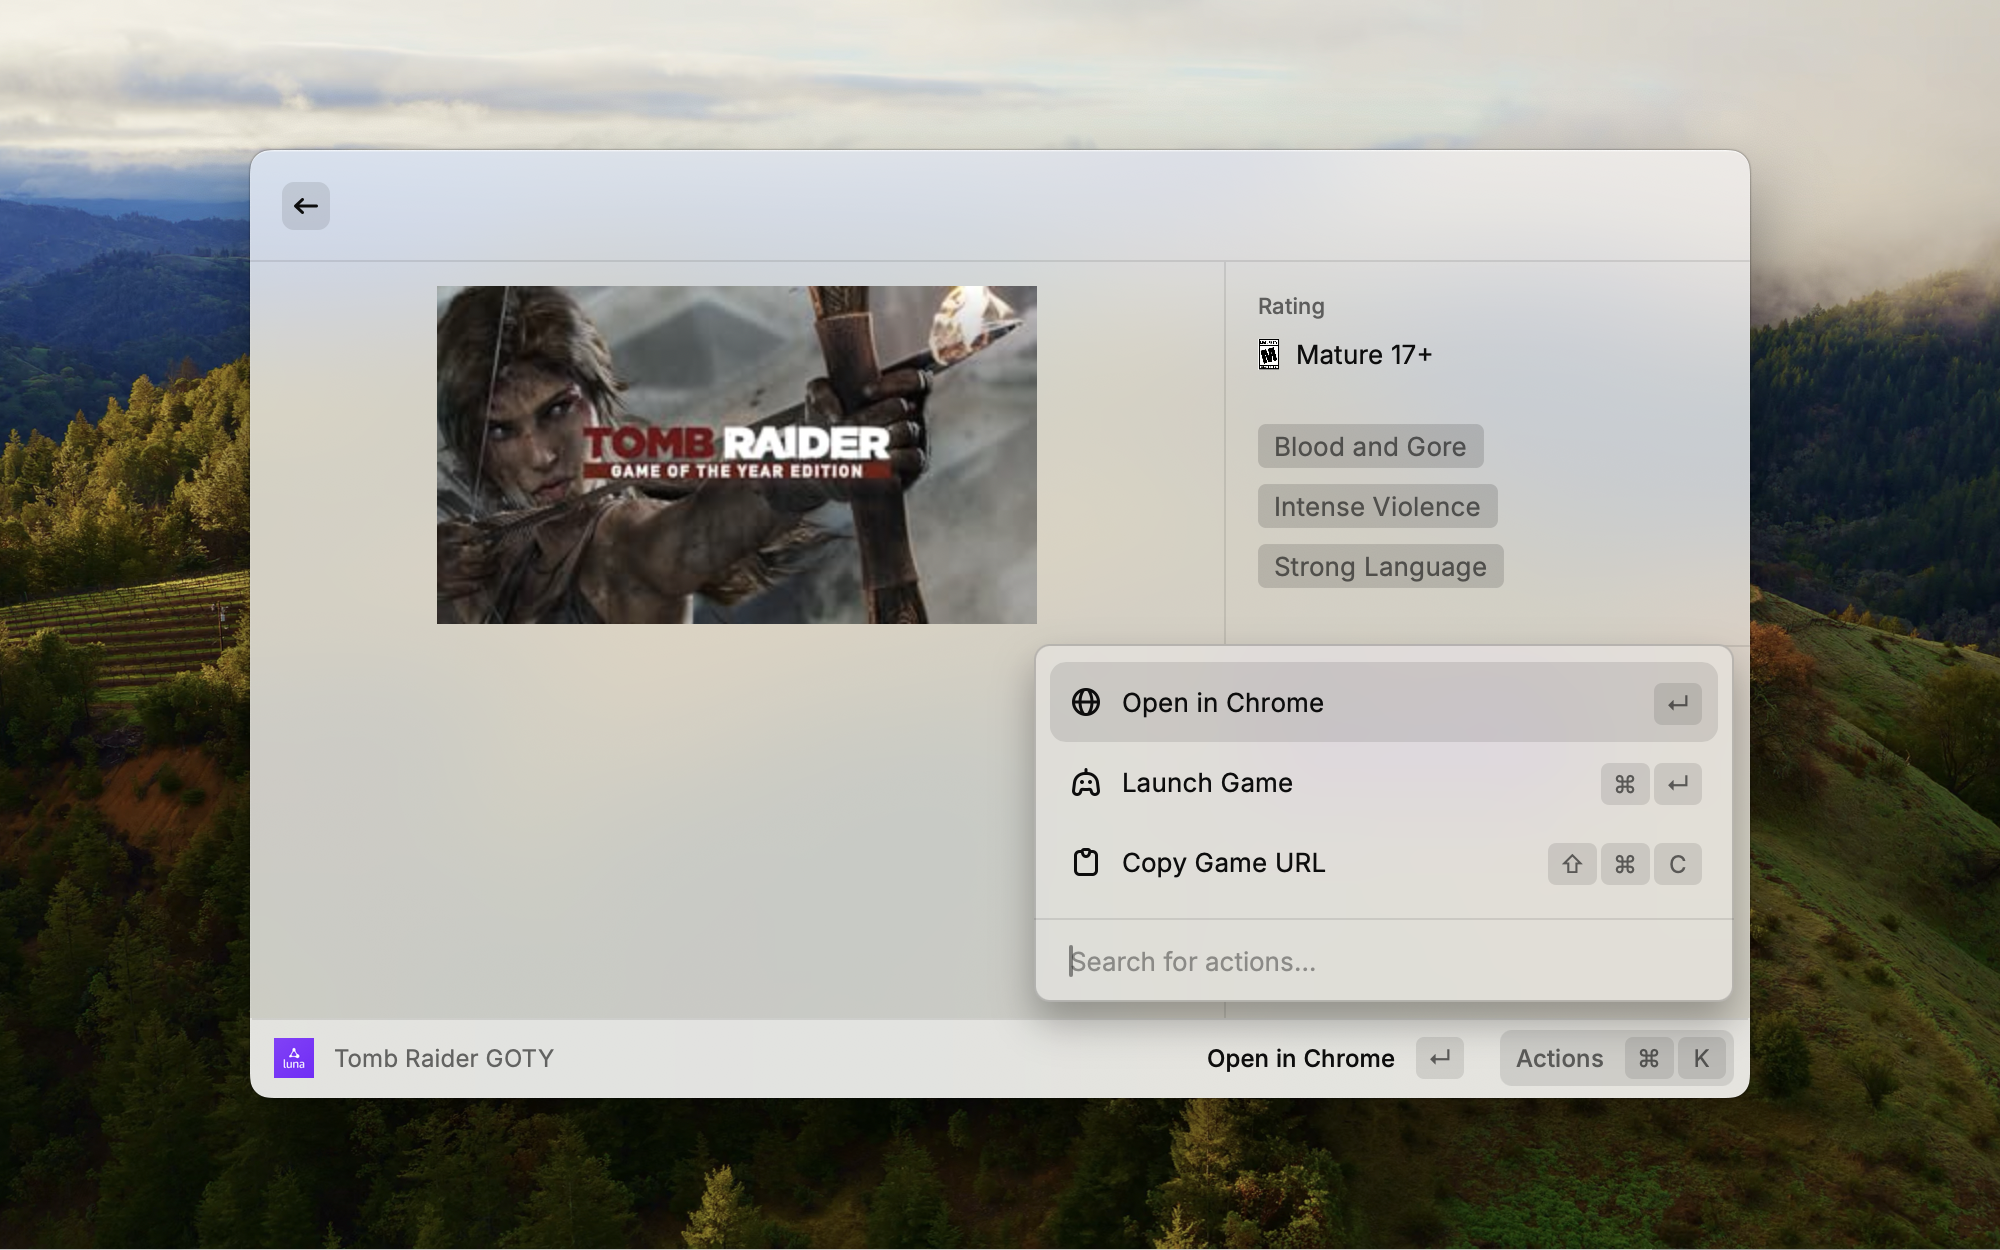 TOMB RAIDER
GAME OF THE YEAR EDITION
Rating
Mature 17+
Blood and Gore
Intense Violence
Strong Language
Open in Chrome
Launch Game
⌘
Copy Game URL
⌘ C
Search for actions...
luna
Tomb Raider GOTY
Open in Chrome
Actions ⌘ K